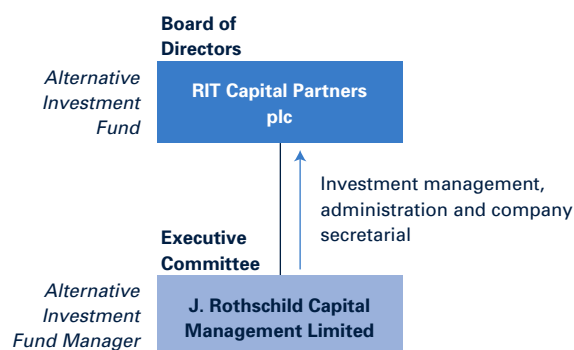 Board of
Directors
Alternative
Investment
Fund
RIT Capital Partners
plc
Investment management,
administration and company
secretarial
Executive
Committee
Alternative
Investment
Fund Manager
J. Rothschild Capital
Management Limited